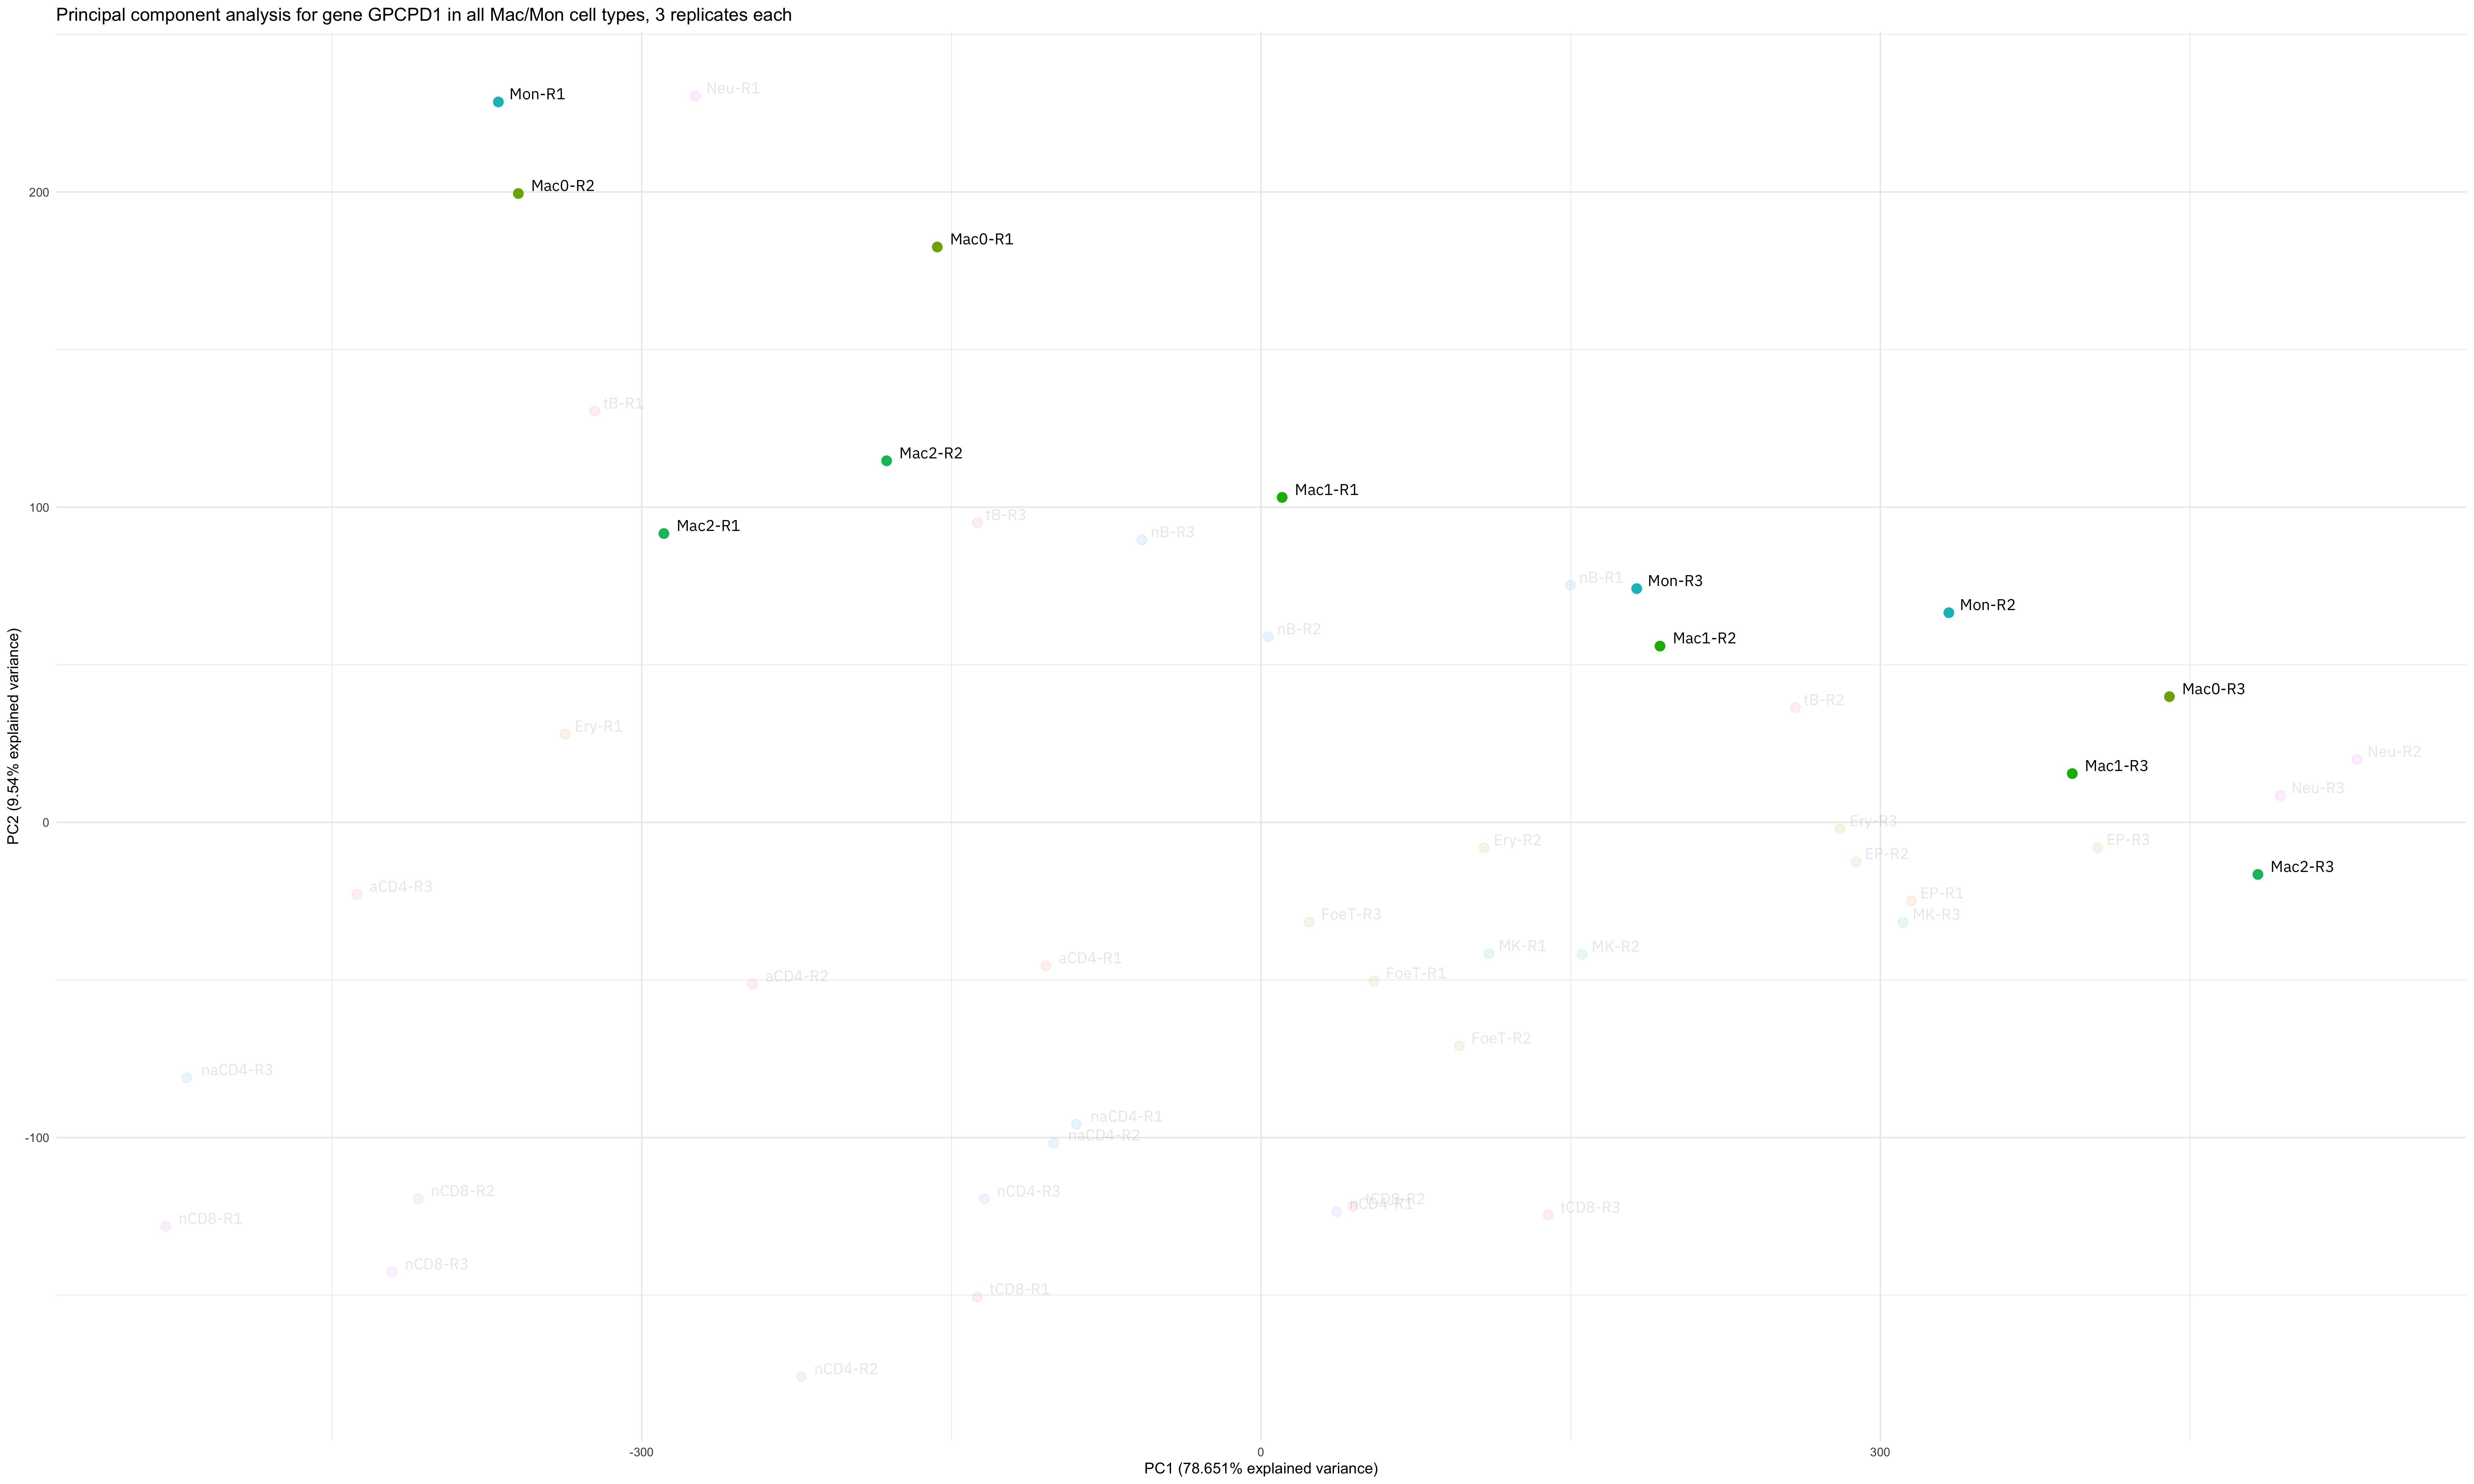 Principal component analysis for gene GPCPD1 in all Mac/Mon cell types, 3 replicates each
Mon-R1
Neu-R1
Mac0-R2
200
Mac0-R1
tB-R1
Mac2-R2
Mac1-R1
100
tB-R3
Mac2-R1
nB-R3
nB-R1
Mon-R3
Mon-R2
nB-R2
Mac1-R2
Mac0-R3
tB-R2
Ery-R1
Neu-R2
Mac1-R3
Neu-R3
0
Ery-R3
Ery-R2
EP-R3
EP-R2
Mac2-R3
aCD4-R3
EP-R1
FoeT-R3
MK-R3
MK-R1
MK-R2
aCD4-R1
FoeT-R1
aCD4-R2
FoeT-R2
naCD4-R3
naCD4-R1
naCD4-R2
-100
nCD8-R2
nCD4-R3
tCD8-R2
nCD4-R1
tCD8-R3
nCD8-R1
nCD8-R3
tCD8-R1
nCD4-R2
PC2 (9.54% explained variance)
-300
0
300
PC1 (78.651% explained variance)